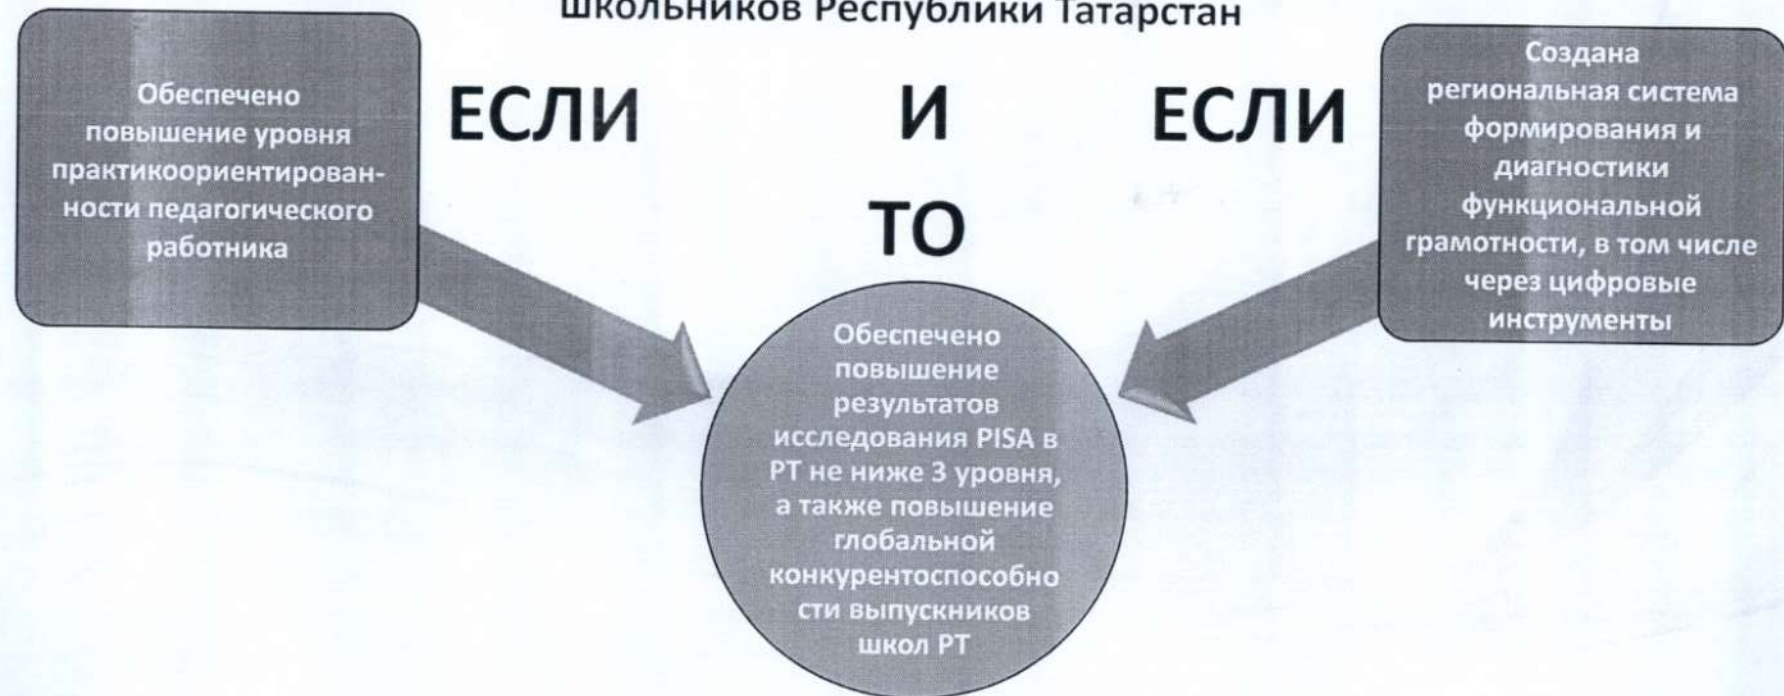 школьников Республики Татарстан
Обеспечено
повышение уровня
практикоориентирован-
ности педагогического
работника
ЕСЛИ
И
ЕСЛИ
Создана
региональная система
формирования и
диагностики
функциональной
грамотности, в том числе
через цифровые
инструменты
ТО
Обеспечено
повышение
результатов
исследования PISA в
РТ не ниже 3 уровня,
а также повышение
глобальной
конкурентоспособно
сти выпускников
школ РТ